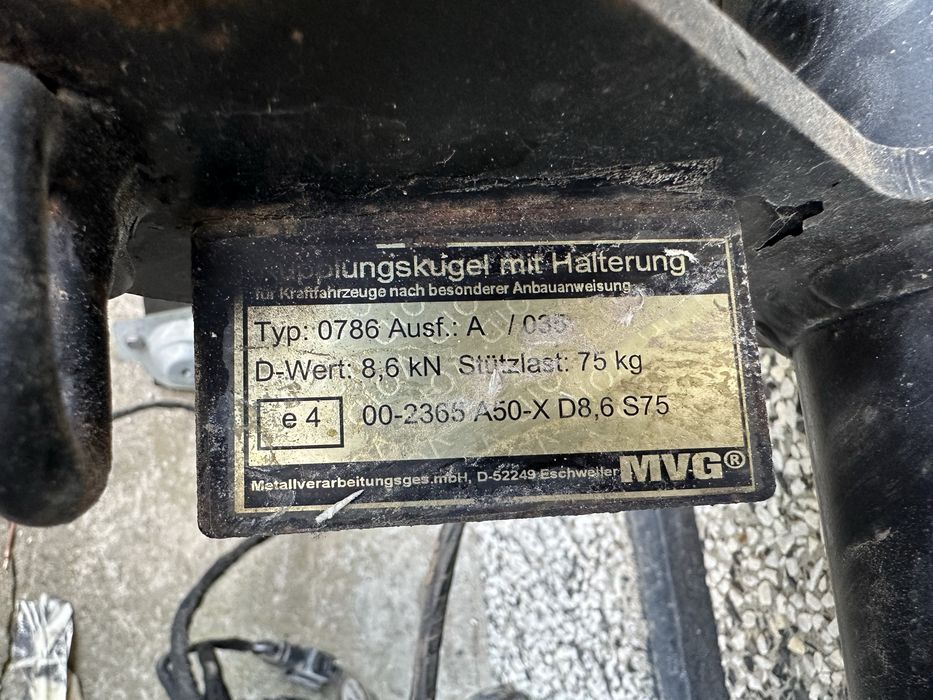 mit Halterung
für Kraftfahrzeuge nach besonderer Anbauanweisung
Typ: 0786 Ausf.: A / 035
D-Wert: 8,6 kN Stützlast: 75 kg
e 4 00-2365 A50-X D8,6 S75
Metallverarbeitungsges.mbH, D-52249 Eschweiler MVG®